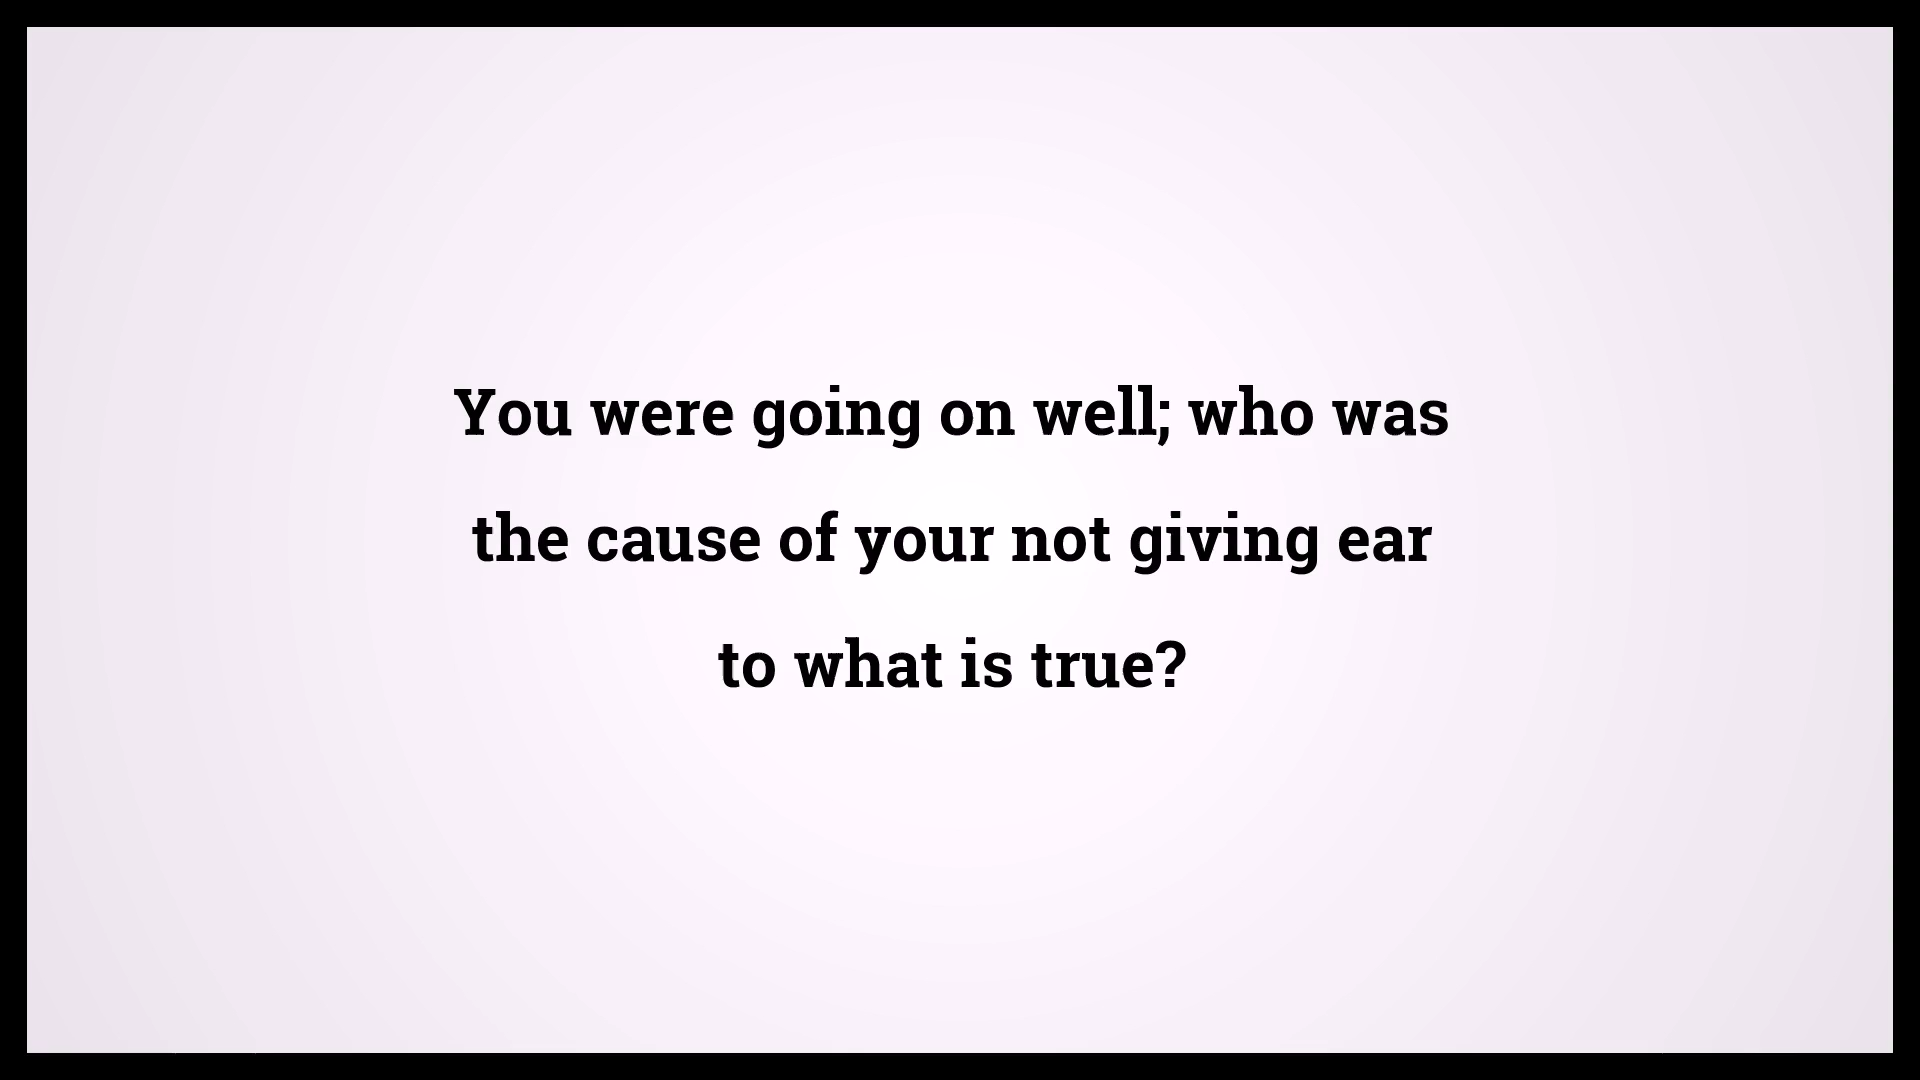 You were going on well; who was
the cause of your not giving ear
to what is true?